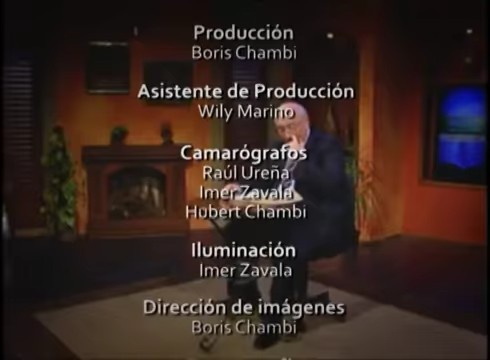 Producción
Boris Chambi
Asistente de Producción
Wily Marino
Camarógrafos
Raúl Ureña
Imer Zavala
Hubert Chambi
Iluminación
Imer Zavala
Dirección de imágenes
Boris Chambi